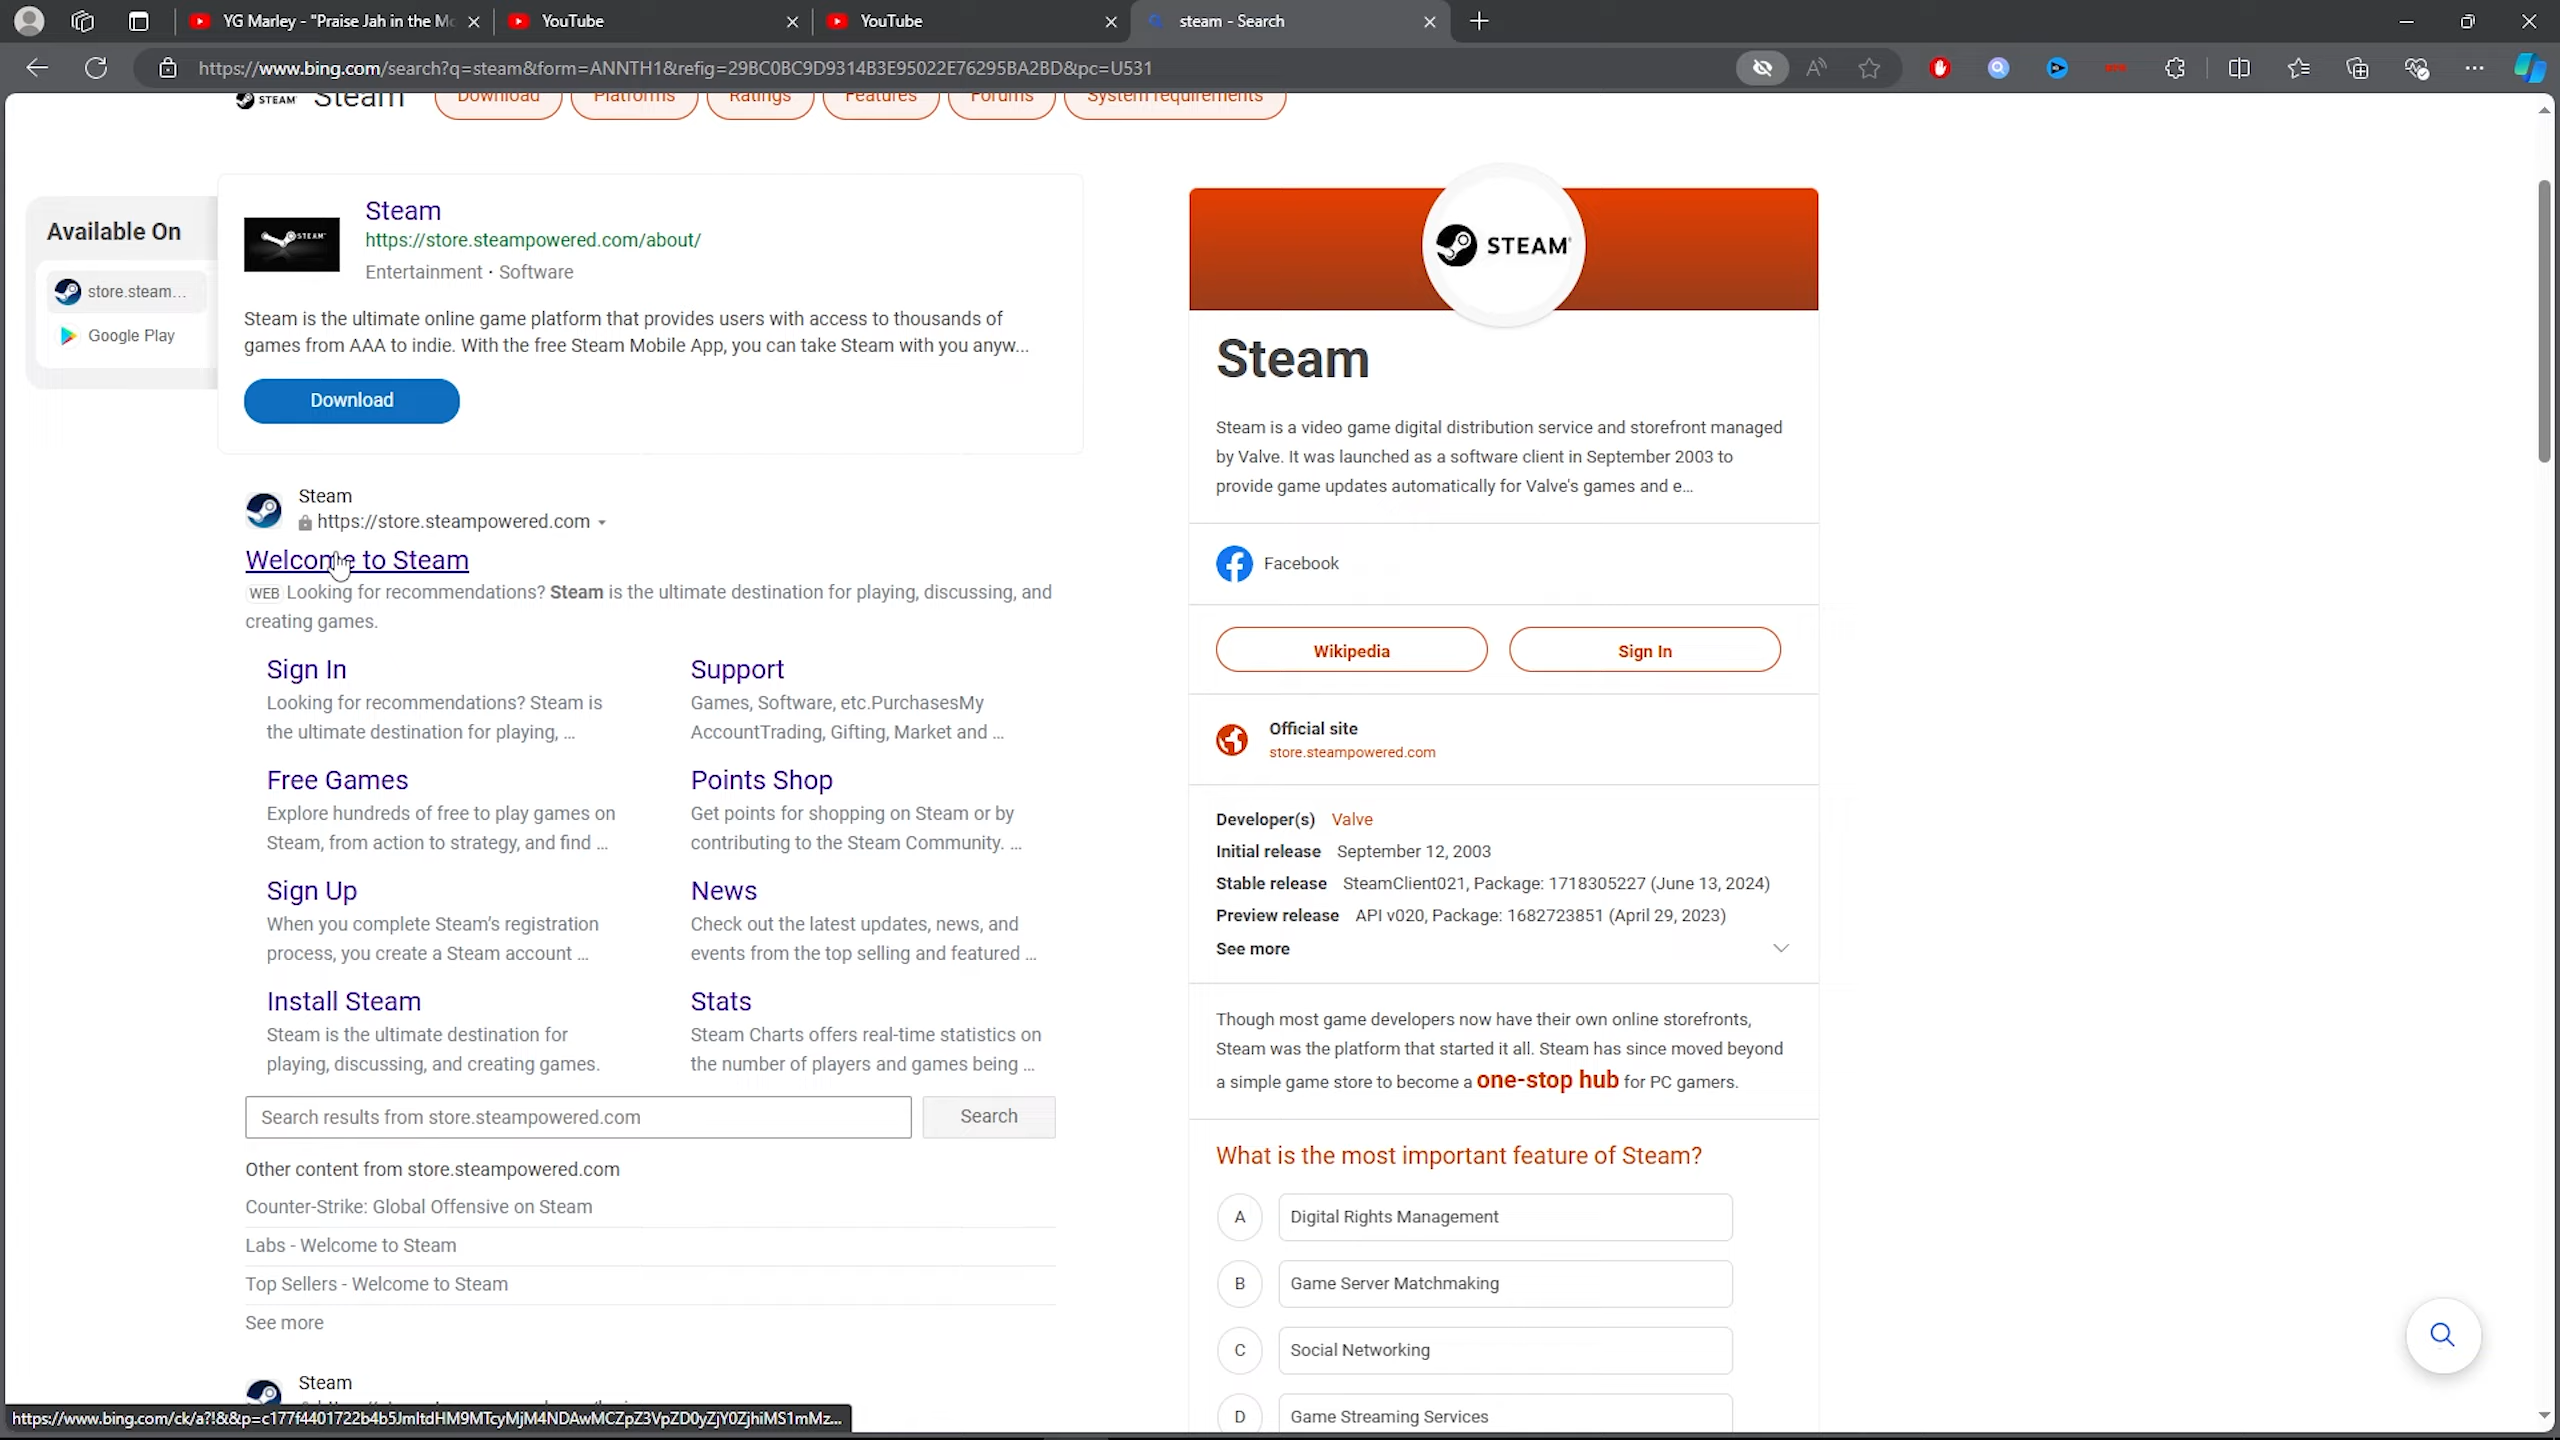 YG Marley - "Praise Jah in the Mo
YouTube
YouTube
steam - Search
https://www.bing.com/search?q=steam&form=ANNTH1&refig=29BC0BC9D9314B3E95022E76295BA2BD&pc=U531
STEAM Steam Download Platforms Ratings Features Forums System requirements
Available On
store.steam...
Google Play
STEAM
Steam
https://store.steampowered.com/about/
Entertainment · Software
Steam is the ultimate online game platform that provides users with access to thousands of
games from AAA to indie. With the free Steam Mobile App, you can take Steam with you anyw...
Download
Steam
https://store.steampowered.com
Welcome to Steam
WEB Looking for recommendations? Steam is the ultimate destination for playing, discussing, and
creating games.
Sign In
Looking for recommendations? Steam is
the ultimate destination for playing, ...
Support
Games, Software, etc.PurchasesMy
AccountTrading, Gifting, Market and ...
Free Games
Explore hundreds of free to play games on
Steam, from action to strategy, and find ...
Points Shop
Get points for shopping on Steam or by
contributing to the Steam Community. ...
Sign Up
When you complete Steam's registration
process, you create a Steam account ...
News
Check out the latest updates, news, and
events from the top selling and featured ...
Install Steam
Steam is the ultimate destination for
playing, discussing, and creating games.
Stats
Steam Charts offers real-time statistics on
the number of players and games being ...
Search results from store.steampowered.com
Search
Other content from store.steampowered.com
Counter-Strike: Global Offensive on Steam
Labs - Welcome to Steam
Top Sellers - Welcome to Steam
See more
Steam
STEAM
Steam
Steam is a video game digital distribution service and storefront managed
by Valve. It was launched as a software client in September 2003 to
provide game updates automatically for Valve's games and e...
Facebook
Wikipedia
Sign In
Official site
store.steampowered.com
Developer(s) Valve
Initial release September 12, 2003
Stable release SteamClient021, Package: 1718305227 (June 13, 2024)
Preview release API v020, Package: 1682723851 (April 29, 2023)
See more
Though most game developers now have their own online storefronts,
Steam was the platform that started it all. Steam has since moved beyond
a simple game store to become a one-stop hub for PC gamers.
What is the most important feature of Steam?
A Digital Rights Management
B Game Server Matchmaking
C Social Networking
D Game Streaming Services